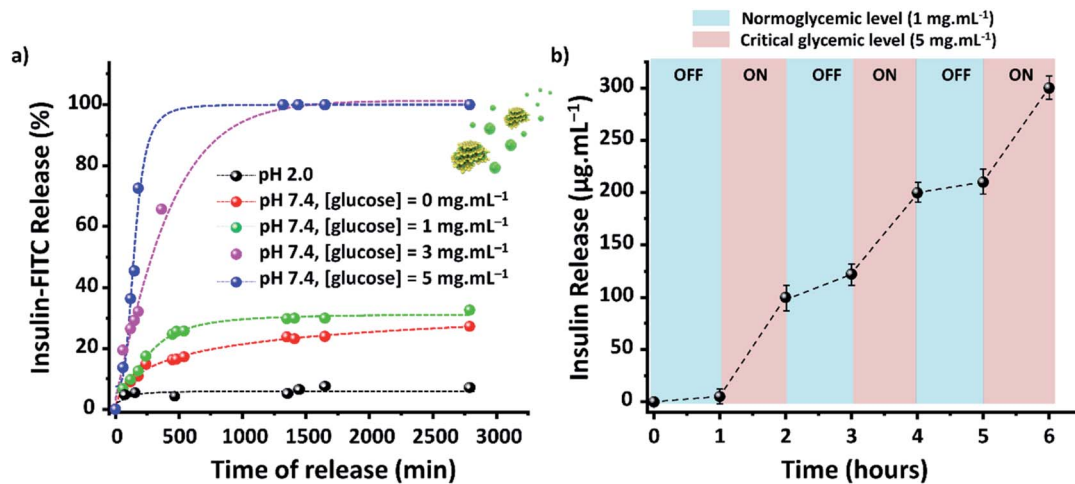 Normoglycemic level (1 mg.mL⁻¹)
Critical glycemic level (5 mg.mL⁻¹)
a)
Insulin-FITC Release (%)
100
80
60
40
20
0
pH 2.0
pH 7.4, [glucose] = 0 mg.mL⁻¹
pH 7.4, [glucose] = 1 mg.mL⁻¹
pH 7.4, [glucose] = 3 mg.mL⁻¹
pH 7.4, [glucose] = 5 mg.mL⁻¹
0 500 1000 1500 2000 2500 3000
Time of release (min)
b)
OFF ON OFF ON OFF ON
Insulin Release (µg.mL⁻¹)
300
200
100
0
0 1 2 3 4 5 6
Time (hours)